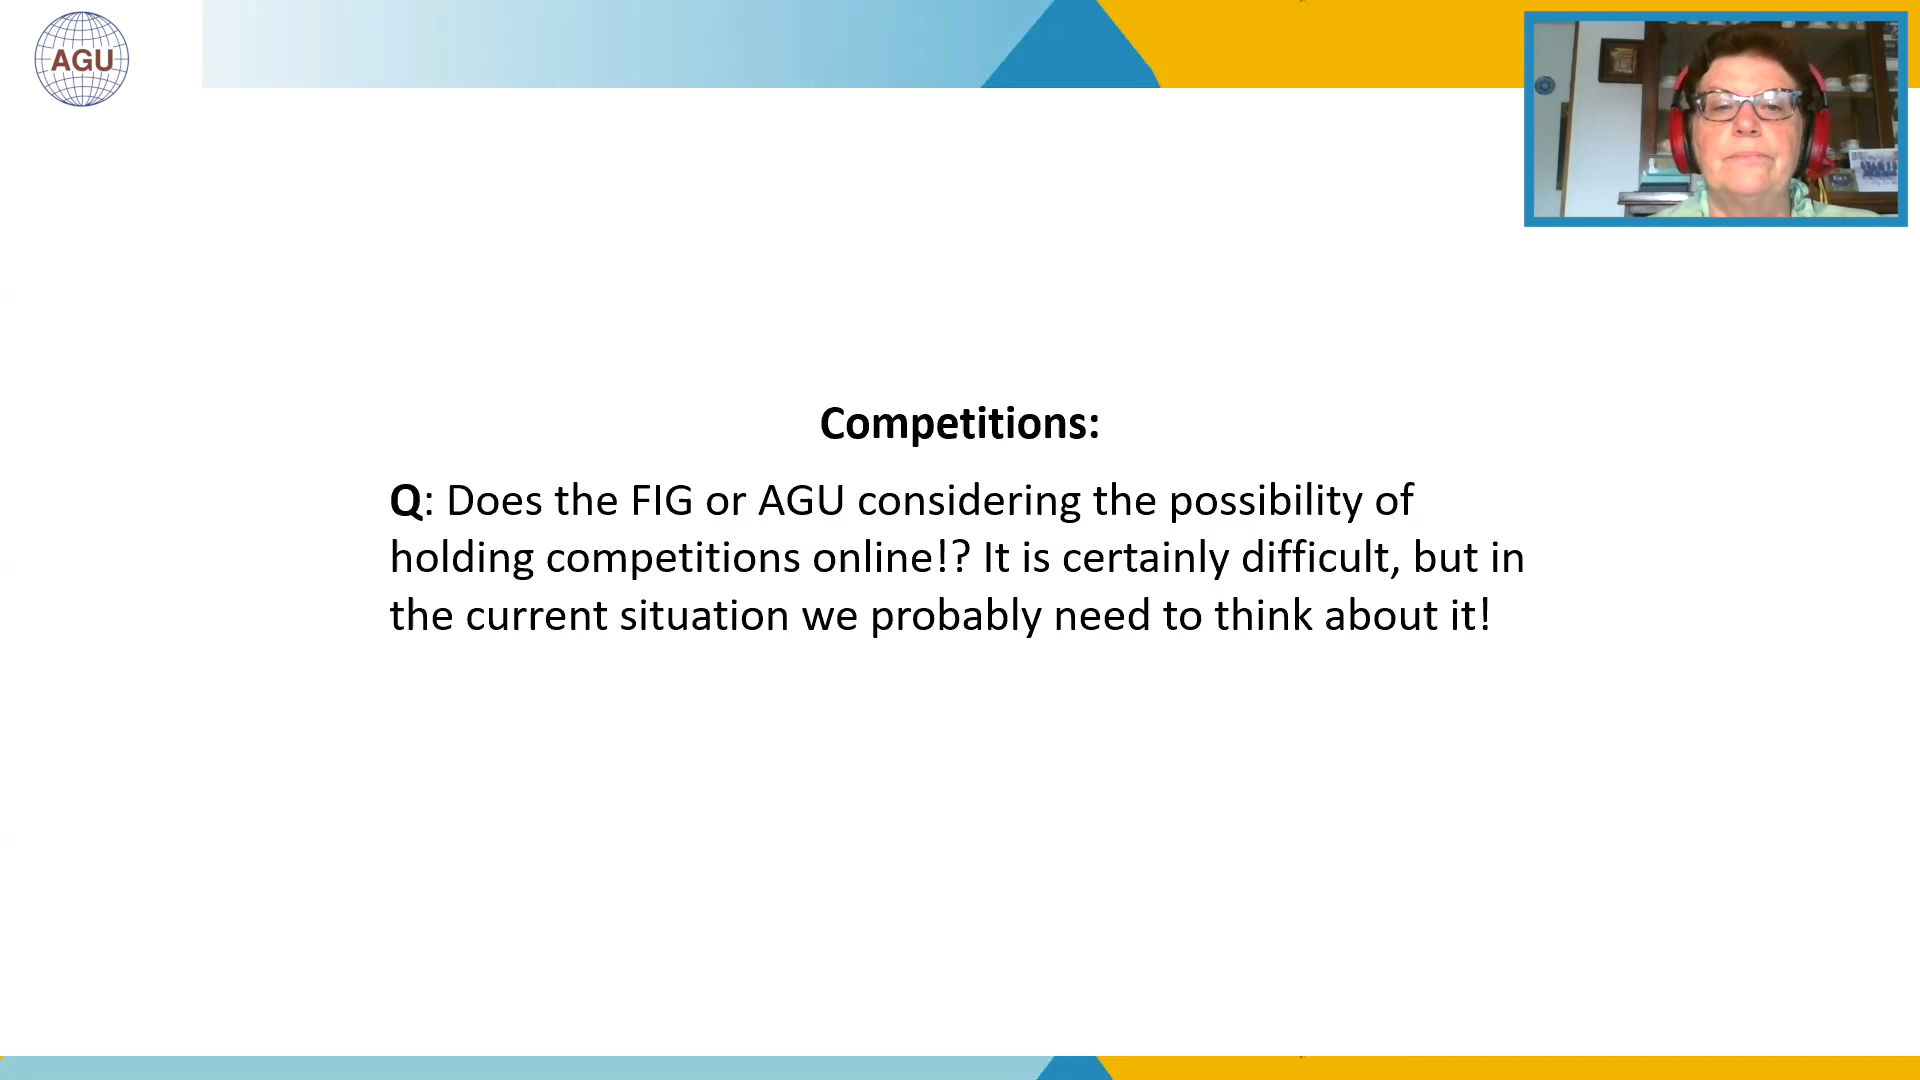 AGU
Competitions:
Q: Does the FIG or AGU considering the possibility of
holding competitions online!? It is certainly difficult, but in
the current situation we probably need to think about it!